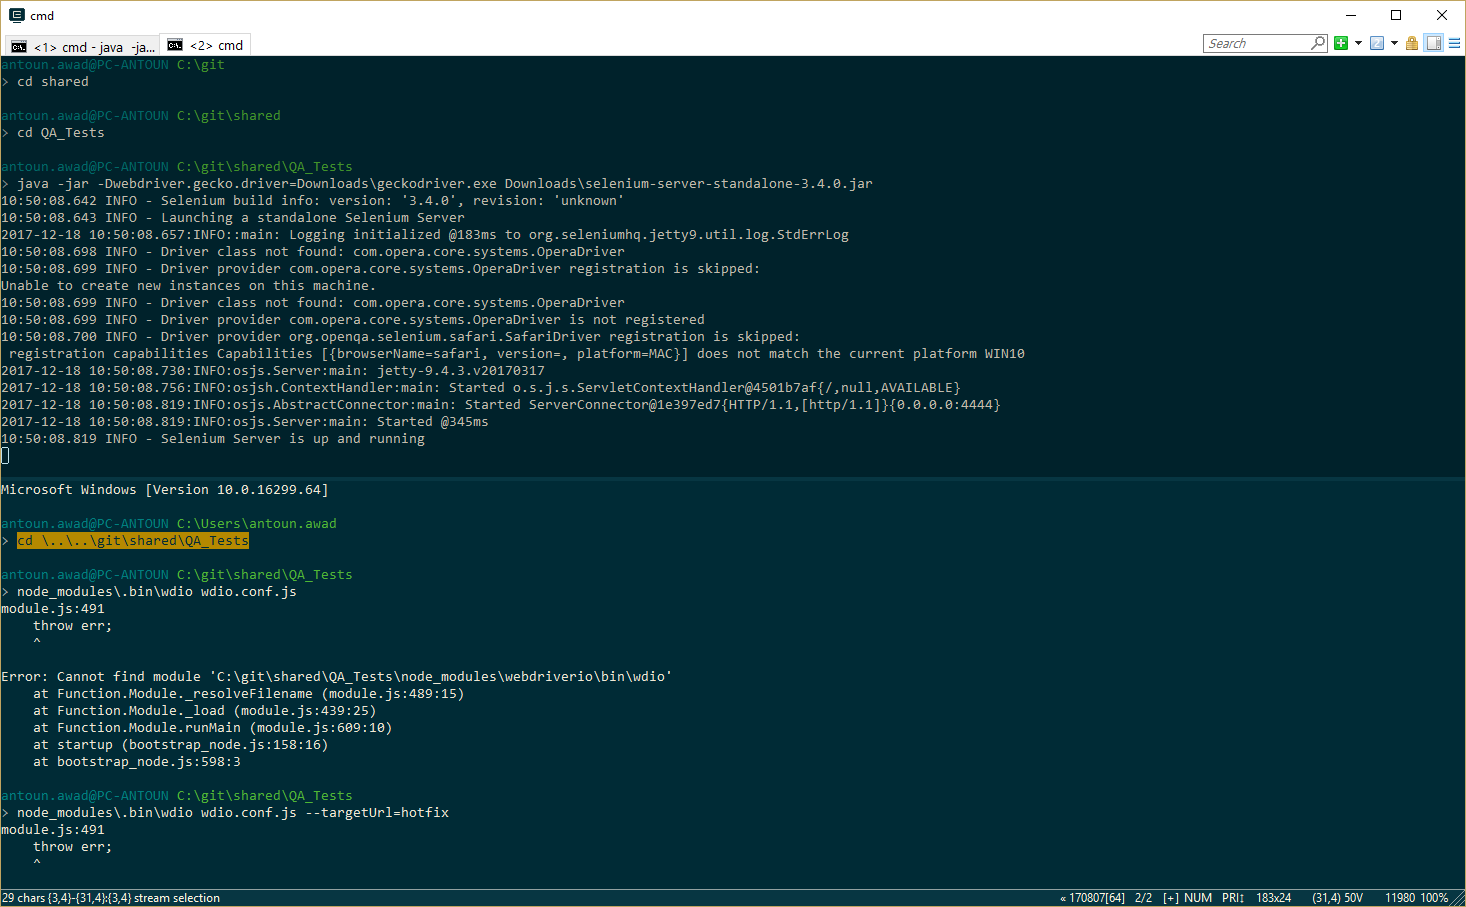 cmd
<1> cmd - java  -ja...
<2> cmd
Search
antoun.awad@PC-ANTOUN C:\git
> cd shared
antoun.awad@PC-ANTOUN C:\git\shared
> cd QA_Tests
antoun.awad@PC-ANTOUN C:\git\shared\QA_Tests
> java -jar -Dwebdriver.gecko.driver=Downloads\geckodriver.exe Downloads\selenium-server-standalone-3.4.0.jar
10:50:08.642 INFO - Selenium build info: version: '3.4.0', revision: 'unknown'
10:50:08.643 INFO - Launching a standalone Selenium Server
2017-12-18 10:50:08.657:INFO::main: Logging initialized @183ms to org.seleniumhq.jetty9.util.log.StdErrLog
10:50:08.698 INFO - Driver class not found: com.opera.core.systems.OperaDriver
10:50:08.699 INFO - Driver provider com.opera.core.systems.OperaDriver registration is skipped:
Unable to create new instances on this machine.
10:50:08.699 INFO - Driver class not found: com.opera.core.systems.OperaDriver
10:50:08.699 INFO - Driver provider com.opera.core.systems.OperaDriver is not registered
10:50:08.700 INFO - Driver provider org.openqa.selenium.safari.SafariDriver registration is skipped:
 registration capabilities Capabilities [{browserName=safari, version=, platform=MAC}] does not match the current platform WIN10
2017-12-18 10:50:08.730:INFO:osjs.Server:main: jetty-9.4.3.v20170317
2017-12-18 10:50:08.756:INFO:osjsh.ContextHandler:main: Started o.s.j.s.ServletContextHandler@4501b7af{/,null,AVAILABLE}
2017-12-18 10:50:08.819:INFO:osjs.AbstractConnector:main: Started ServerConnector@1e397ed7{HTTP/1.1,[http/1.1]}{0.0.0.0:4444}
2017-12-18 10:50:08.819:INFO:osjs.Server:main: Started @345ms
10:50:08.819 INFO - Selenium Server is up and running
Microsoft Windows [Version 10.0.16299.64]
antoun.awad@PC-ANTOUN C:\Users\antoun.awad
> cd \..\..\git\shared\QA_Tests
antoun.awad@PC-ANTOUN C:\git\shared\QA_Tests
> node_modules\.bin\wdio wdio.conf.js
module.js:491
    throw err;
    ^
Error: Cannot find module 'C:\git\shared\QA_Tests\node_modules\webdriverio\bin\wdio'
    at Function.Module._resolveFilename (module.js:489:15)
    at Function.Module._load (module.js:439:25)
    at Function.Module.runMain (module.js:609:10)
    at startup (bootstrap_node.js:158:16)
    at bootstrap_node.js:598:3
antoun.awad@PC-ANTOUN C:\git\shared\QA_Tests
> node_modules\.bin\wdio wdio.conf.js --targetUrl=hotfix
module.js:491
    throw err;
    ^
29 chars {3,4}-{31,4}:{3,4} stream selection
« 170807[64] 2/2 [+] NUM PRI↕ 183x24 (31,4) 50V 11980 100%